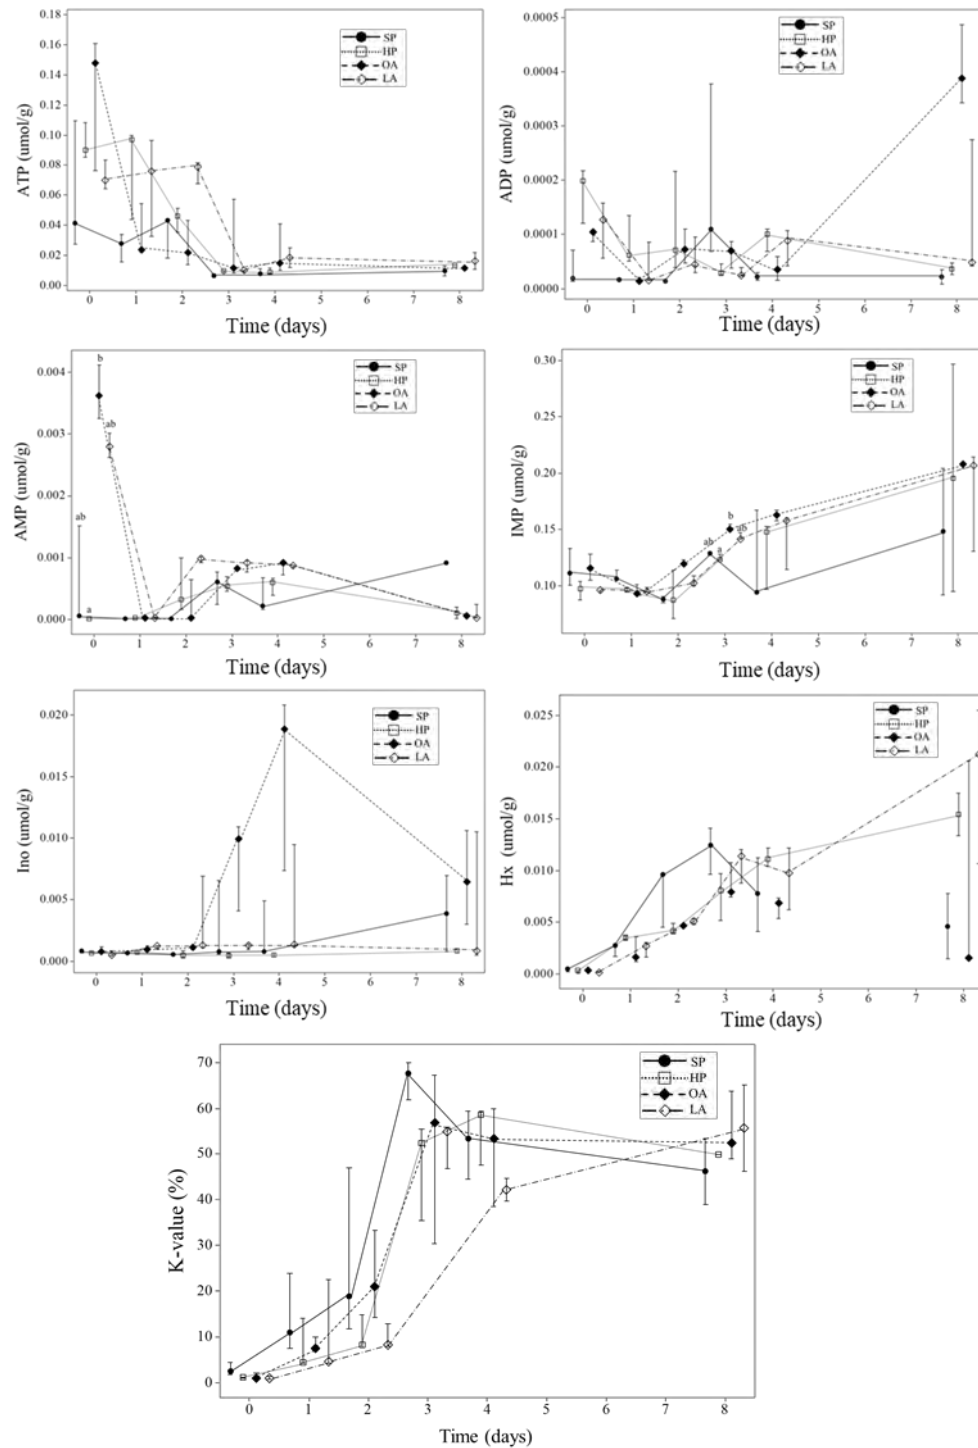 0.18
0.16
0.14
0.12
0.10
0.08
0.06
0.04
0.02
0.00
ATP (umol/g)
SP
HP
OA
LA
0 1 2 3 4 5 6 7 8
Time (days)
0.0005
0.0004
0.0003
0.0002
0.0001
0.0000
ADP (umol/g)
SP
HP
OA
LA
0 1 2 3 4 5 6 7 8
Time (days)
0.004
0.003
0.002
0.001
0.000
AMP (umol/g)
SP
HP
OA
LA
b
ab
ab
a
0 1 2 3 4 5 6 7 8
Time (days)
0.30
0.25
0.20
0.15
0.10
IMP (umol/g)
SP
HP
OA
LA
b
ab
ab
a
0 1 2 3 4 5 6 7 8
Time (days)
0.020
0.015
0.010
0.005
0.000
Ino (umol/g)
SP
HP
OA
LA
0 1 2 3 4 5 6 7 8
Time (days)
0.025
0.020
0.015
0.010
0.005
0.000
Hx (umol/g)
SP
HP
OA
LA
0 1 2 3 4 5 6 7 8
Time (days)
70
60
50
40
30
20
10
0
K-value (%)
SP
HP
OA
LA
0 1 2 3 4 5 6 7 8
Time (days)